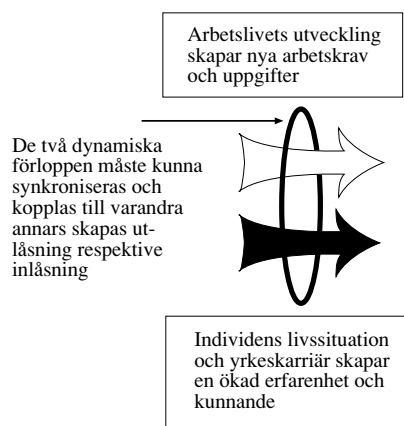 Arbetslivets utveckling
skapar nya arbetskrav
och uppgifter
De två dynamiska
förloppen måste kunna
synkroniseras och
kopplas till varandra
annars skapas ut-
låsning respektive
inlåsning
Individens livssituation
och yrkeskarriär skapar
en ökad erfarenhet och
kunnande